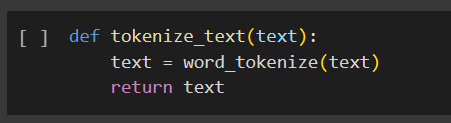 [ ] def tokenize_text(text):
    text = word_tokenize(text)
    return text